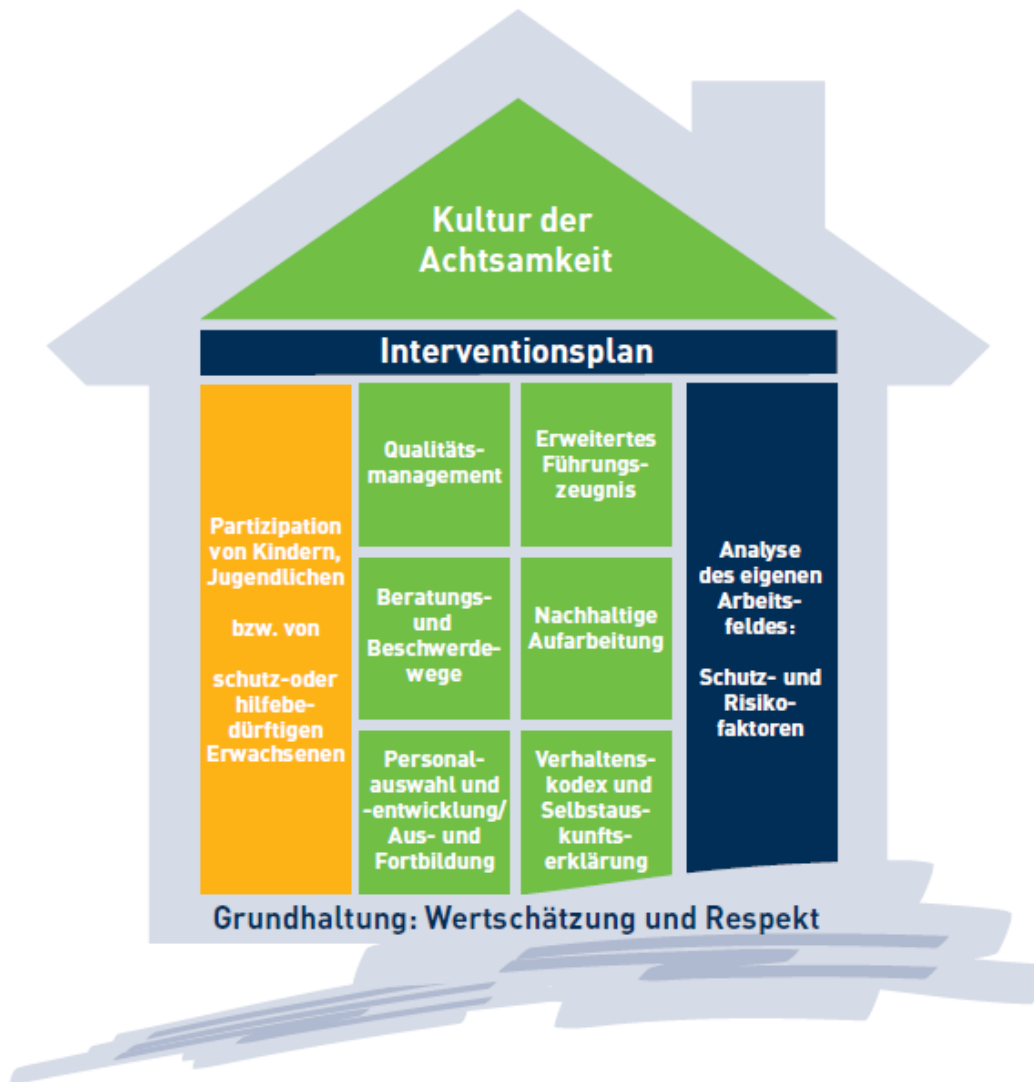 Kultur der
Achtsamkeit
Interventionsplan
Partizipation
von Kindern,
Jugendlichen
bzw. von
schutz-oder
hilfebe-
dürftigen
Erwachsenen
Qualitäts-
management
Erweitertes
Führungs-
zeugnis
Beratungs-
und
Beschwerde-
wege
Nachhaltige
Aufarbeitung
Personal-
auswahl und
-entwicklung/
Aus- und
Fortbildung
Verhaltens-
kodex und
Selbstaus-
kunfts-
erklärung
Analyse
des eigenen
Arbeits-
feldes:
Schutz- und
Risiko-
faktoren
Grundhaltung: Wertschätzung und Respekt